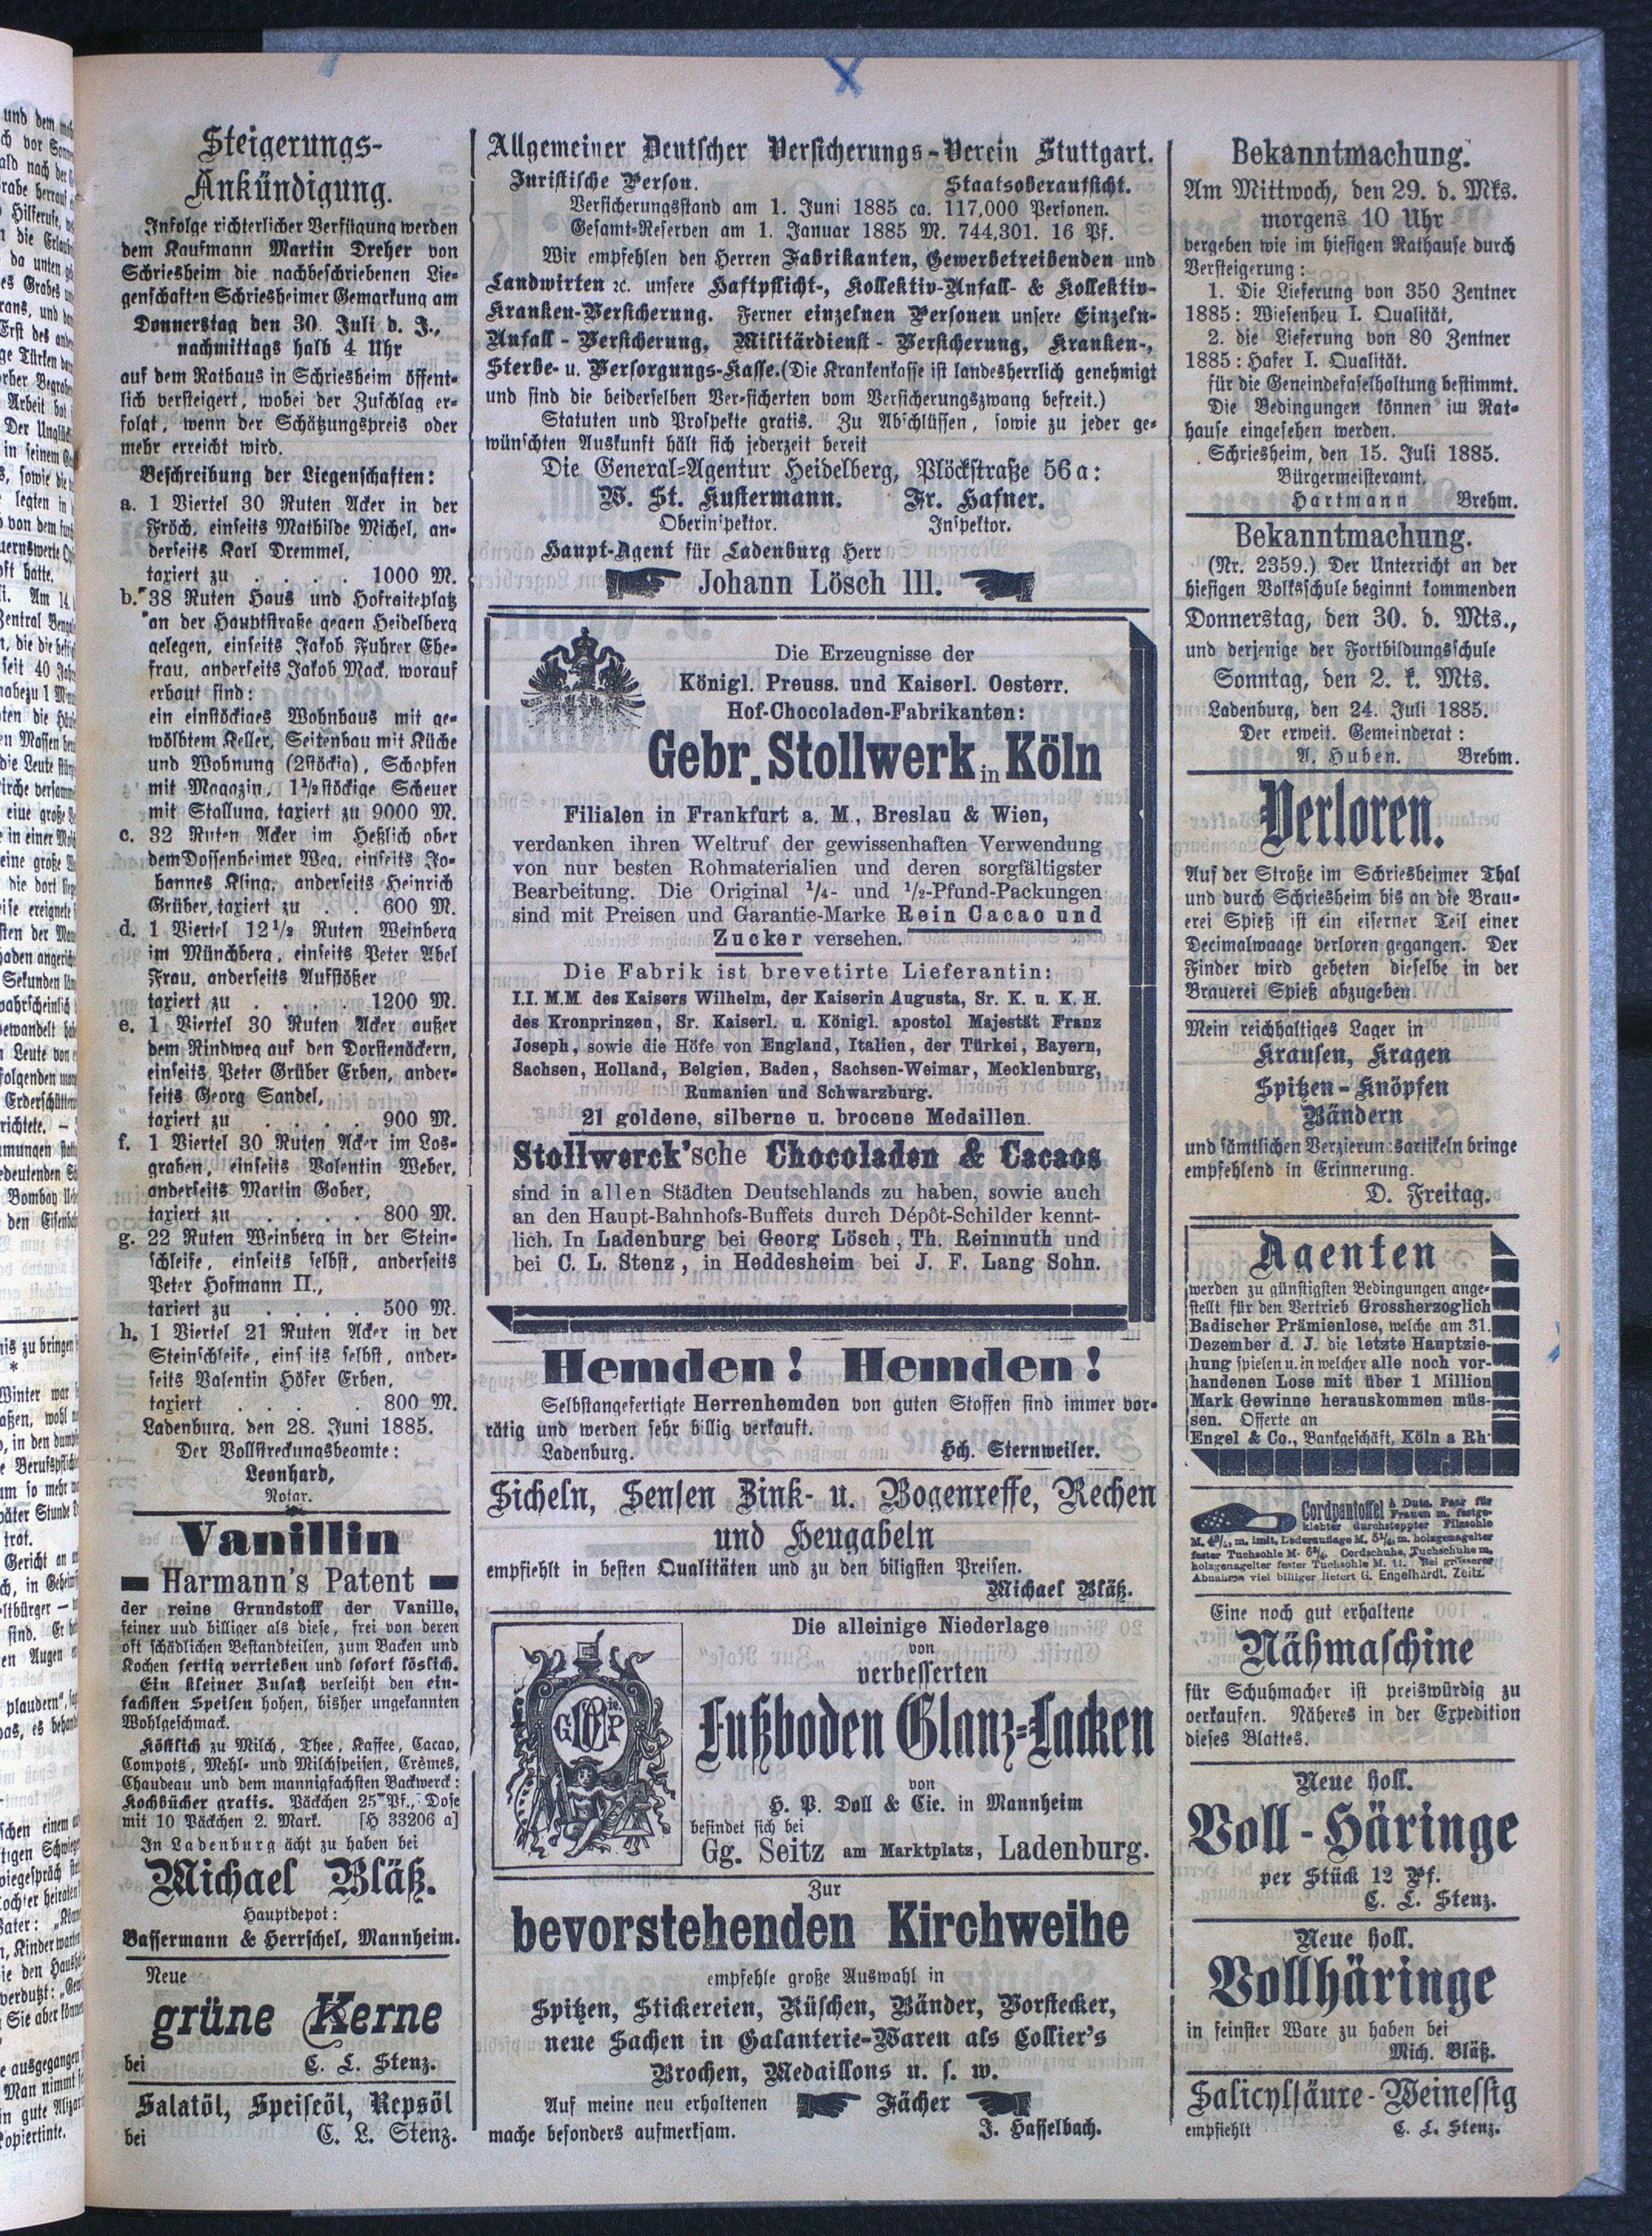 Steigerungs-
Ankündigung.
Infolge richterlicher Verfügung werden
dem Kaufmann Martin Dreher von
Schriesheim die nachbeschriebenen Lie-
genschaften Schriesheimer Gemarkung am
Donnerstag den 30. Juli d. J.,
nachmittags halb 4 Uhr
auf dem Rathaus in Schriesheim öffent-
lich versteigert, wobei der Zuschlag er-
folgt, wenn der Schätzungspreis oder
mehr erreicht wird.
Beschreibung der Liegenschaften:
a. 1 Viertel 30 Ruten Acker in der
Fröch, einseits Mathilde Michel, an-
derseits Karl Dremmel,
taxiert zu . . . . 1000 M.
b. 38 Ruten Haus und Hofraiteplatz
an der Hauptstraße gegen Heidelberg
gelegen, einseits Jakob Fuhrer Ehe-
frau, anderseits Jakob Mack, worauf
erbaut sind:
ein einstöckiges Wohnhaus mit ge-
wölbtem Keller, Seitenbau mit Küche
und Wohnung (2stöckig), Schopfen
mit Magazin, 1½stöckige Scheuer
mit Stallung, taxiert zu 9000 M.
c. 32 Ruten Acker im Heßlich ober
dem Dossenheimer Weg, einseits Jo-
hannes Kling, anderseits Heinrich
Grüber, taxiert zu . . 600 M.
d. 1 Viertel 12½ Ruten Weinberg
im Münchberg, einseits Peter Abel
Frau, anderseits Aufstößer
taxiert zu . . . . 1200 M.
e. 1 Viertel 30 Ruten Acker außer
dem Rindweg auf den Dorstenäckern,
einseits Peter Grüber Erben, ander-
seits Georg Sandel,
taxiert zu . . . . 900 M.
f. 1 Viertel 30 Ruten Acker im Los-
graben, einseits Valentin Weber,
anderseits Martin Gaber,
taxiert zu . . . . 800 M.
g. 22 Ruten Weinberg in der Stein-
schleife, einseits selbst, anderseits
Peter Hofmann II.,
taxiert zu . . . . 500 M.
h. 1 Viertel 21 Ruten Acker in der
Steinschleife, einseits selbst, ander-
seits Valentin Höfer Erben,
taxiert . . . . 800 M.
Ladenburg, den 28. Juni 1885.
Der Vollstreckungsbeamte:
Leonhard,
Notar.
Vanillin
Harmann's Patent
der reine Grundstoff der Vanille,
feiner und billiger als diese, frei von deren
oft schädlichen Bestandteilen, zum Backen und
Kochen fertig verrieben und sofort löslich.
Ein kleiner Zusatz verleiht den ein-
fachsten Speisen hohen, bisher ungekannten
Wohlgeschmack.
Köstlich zu Milch, Thee, Kaffee, Cacao,
Compots, Mehl- und Milchspeisen, Crèmes,
Chaudeau und dem mannigfachsten Backwerck:
Kochbücher gratis. Päckchen 25 Pf., Dose
mit 10 Päckchen 2. Mark. [H 33206 a]
In Ladenburg ächt zu haben bei
Michael Bläß.
Hauptdepot:
Bassermann & Herrschel, Mannheim.
Neue
grüne Kerne
bei C. L. Stenz.
Salatöl, Speiseöl, Repsöl
bei C. L. Stenz.
Allgemeiner Deutscher Versicherungs-Verein Stuttgart.
Juristische Person. Staatsoberaufsicht.
Versicherungsstand am 1. Juni 1885 ca. 117,000 Personen.
Gesamt-Reserven am 1. Januar 1885 M. 744,301. 16 Pf.
Wir empfehlen den Herren Fabrikanten, Gewerbetreibenden und
Landwirten ꝛc. unsere Haftpflicht-, Kollektiv-Unfall- & Kollektiv-
Kranken-Versicherung. Ferner einzelnen Personen unsere Einzeln-
Unfall - Versicherung, Militärdienst - Versicherung, Kranken-,
Sterbe- u. Versorgungs-Kasse. (Die Krankenkasse ist landesherrlich genehmigt
und sind die beiderselben Versicherten vom Versicherungszwang befreit.)
Statuten und Prospekte gratis. Zu Abschlüssen, sowie zu jeder ge-
wünschten Auskunft hält sich jederzeit bereit
Die General-Agentur Heidelberg, Plöckstraße 56a:
W. St. Kustermann. Fr. Hafner.
Oberinspektor. Inspektor.
Haupt-Agent für Ladenburg Herr
Johann Lösch III.
Die Erzeugnisse der
Königl. Preuss. und Kaiserl. Oesterr.
Hof-Chocoladen-Fabrikanten:
Gebr. Stollwerk in Köln
Filialen in Frankfurt a. M., Breslau & Wien,
verdanken ihren Weltruf der gewissenhaften Verwendung
von nur besten Rohmaterialien und deren sorgfältigster
Bearbeitung. Die Original ¼- und ½-Pfund-Packungen
sind mit Preisen und Garantie-Marke Rein Cacao und
Zucker versehen.
Die Fabrik ist brevetirte Lieferantin:
I.I. M.M. des Kaisers Wilhelm, der Kaiserin Augusta, Sr. K. u. K. H.
des Kronprinzen, Sr. Kaiserl. u. Königl. apostol Majestät Franz
Joseph, sowie die Höfe von England, Italien, der Türkei, Bayern,
Sachsen, Holland, Belgien, Baden, Sachsen-Weimar, Mecklenburg,
Rumanien und Schwarzburg.
21 goldene, silberne u. brocene Medaillen.
Stollwerck'sche Chocoladen & Cacaos
sind in allen Städten Deutschlands zu haben, sowie auch
an den Haupt-Bahnhofs-Buffets durch Dépôt-Schilder kennt-
lich. In Ladenburg bei Georg Lösch, Th. Reinmuth und
bei C. L. Stenz, in Heddesheim bei J. F. Lang Sohn.
Hemden! Hemden!
Selbstangefertigte Herrenhemden von guten Stoffen sind immer vor-
rätig und werden sehr billig verkauft.
Ladenburg. Hch. Sternweiler.
Sicheln, Sensen Zink- u. Bogenreffe, Rechen
und Heugabeln
empfiehlt in besten Qualitäten und zu den biligsten Preisen.
Michael Bläß.
Die alleinige Niederlage
von
verbesserten
Fußboden Glanz-Lacken
von
H. P. Doll & Cie. in Mannheim
befindet sich bei
Gg. Seitz am Marktplatz, Ladenburg.
Zur
bevorstehenden Kirchweihe
empfehle große Auswahl in
Spitzen, Stickereien, Rüschen, Bänder, Vorstecker,
neue Sachen in Galanterie-Waren als Collier's
Brochen, Medaillons u. s. w.
Auf meine neu erhaltenen Fächer
mache besonders aufmerksam. J. Hasselbach.
Bekanntmachung.
Am Mittwoch, den 29. d. Mts.
morgens 10 Uhr
vergeben wie im hiesigen Rathause durch
Versteigerung:
1. Die Lieferung von 350 Zentner
1885: Wiesenheu I. Qualität,
2. die Lieferung von 80 Zentner
1885: Hafer I. Qualität.
für die Gemeindefaselhaltung bestimmt.
Die Bedingungen können im Rat-
hause eingesehen werden.
Schriesheim, den 15. Juli 1885.
Bürgermeisteramt,
Hartmann Brehm.
Bekanntmachung.
(Nr. 2359.) Der Unterricht an der
hiesigen Volksschule beginnt kommenden
Donnerstag, den 30. d. Mts.,
und derjenige der Fortbildungsschule
Sonntag, den 2. k. Mts.
Ladenburg, den 24. Juli 1885.
Der erweit. Gemeinderat:
A. Huben. Brehm.
Verloren.
Auf der Straße im Schriesheimer Thal
und durch Schriesheim bis an die Brau-
erei Spieß ist ein eiserner Teil einer
Decimalwaage verloren gegangen. Der
Finder wird gebeten dieselbe in der
Brauerei Spieß abzugeben
Mein reichhaltiges Lager in
Krausen, Kragen
Spitzen - Knöpfen
Bändern
und sämtlichen Verzierungsartikeln bringe
empfehlend in Erinnerung.
D. Freitag.
Agenten
werden zu günstigsten Bedingungen ange-
stellt für den Vertrieb Grossherzoglich
Badischer Prämienlose, welche am 31.
Dezember d. J. die letzte Hauptzie-
hung spielen u. in welcher alle noch vor-
handenen Lose mit über 1 Million
Mark Gewinne herauskommen müs-
sen. Offerte an
Engel & Co., Bankgeschäft, Köln a Rh
Cordpantoffel à Dutz. Paar für
Frauen m. festge-
klebter durchsteppter Filzsohle
M. 4¾, m. imit. Lederauflage M. 5¼, m. holzgenagelter
fester Tuchsohle M. 6¾. Cordschuhe, Tuchschuhe m.
holzgenagelter fester Tuchsohle M. 11. Bei grösserer
Abnahme viel billiger liefert G. Engelhardt, Zeitz.
Eine noch gut erhaltene
Nähmaschine
für Schuhmacher ist preiswürdig zu
verkaufen. Näheres in der Expedition
dieses Blattes.
Neue holl.
Voll - Häringe
per Stück 12 Pf.
C. L. Stenz.
Neue holl.
Vollhäringe
in feinster Ware zu haben bei
Mich. Bläß.
Salicylsäure-Weinessig
empfiehlt C. L. Stenz.